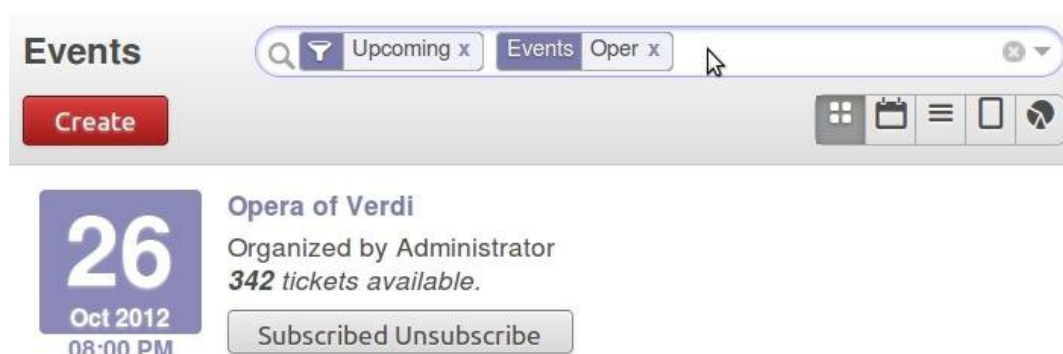 Events
Upcoming x Events Oper x
Create
26
Oct 2012
08:00 PM
Opera of Verdi
Organized by Administrator
342 tickets available.
Subscribed Unsubscribe